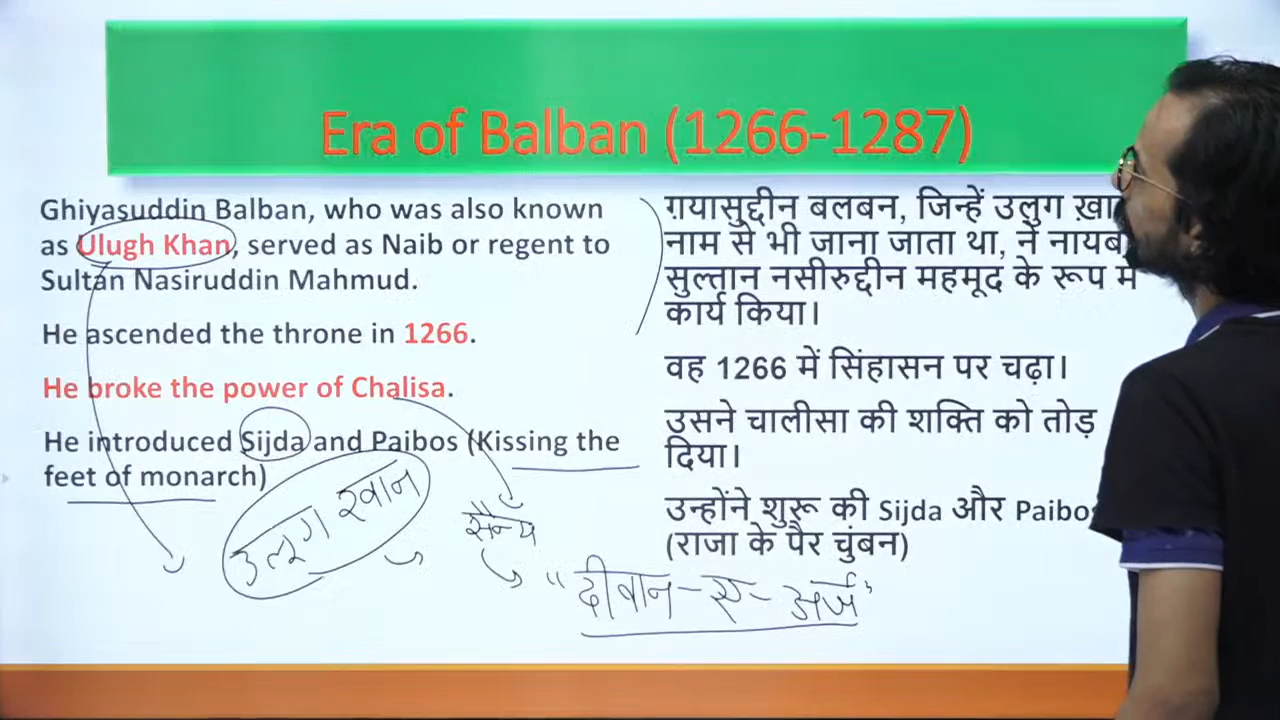 Era of Balban (1266-1287)
Ghiyasuddin Balban, who was also known
as Ulugh Khan, served as Naib or regent to
Sultan Nasiruddin Mahmud.
He ascended the throne in 1266.
He broke the power of Chalisa.
He introduced Sijda and Paibos (Kissing the
feet of monarch)
ग़यासुद्दीन बलबन, जिन्हें उलुग
नाम से भी जाना जाता था, ने नायब
सुल्तान नसीरुद्दीन महमूद के रूप में
कार्य किया।
वह 1266 में सिंहासन पर चढ़ा।
उसने चालीसा की शक्ति को तोड़
दिया।
उन्होंने शुरू की Sijda और Paibos
(राजा के पैर चुंबन)
उलूग खान
सैन्य
"दीवान-ए-अर्ज"